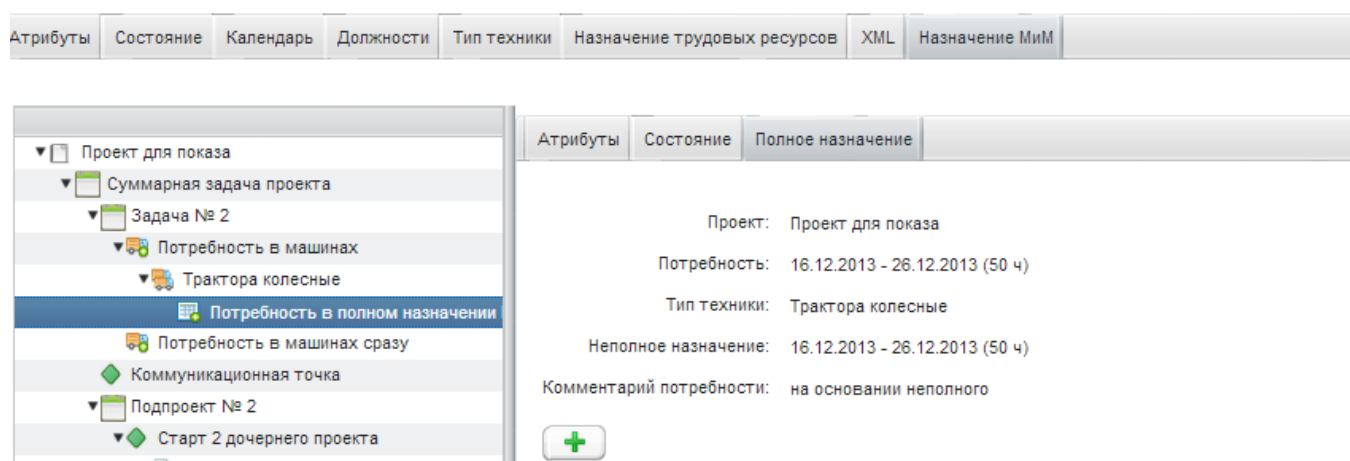 Атрибуты Состояние Календарь Должности Тип техники Назначение трудовых ресурсов XML Назначение МиМ
Проект для показа
Суммарная задача проекта
Задача № 2
Потребность в машинах
Трактора колесные
Потребность в полном назначении
Потребность в машинах сразу
Коммуникационная точка
Подпроект № 2
Старт 2 дочернего проекта
Атрибуты Состояние Полное назначение
Проект: Проект для показа
Потребность: 16.12.2013 - 26.12.2013 (50 ч)
Тип техники: Трактора колесные
Неполное назначение: 16.12.2013 - 26.12.2013 (50 ч)
Комментарий потребности: на основании неполного